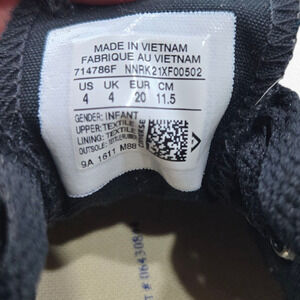 MADE IN VIETNAM
FABRIQUE AU VIETNAM
714786F NNRK21XF00502
US UK EUR CM
4 4 20 11.5
GENDER: INFANT
UPPER: TEXTILE
LINING: TEXTILE
OUTSOLE:
9A 1611 M88